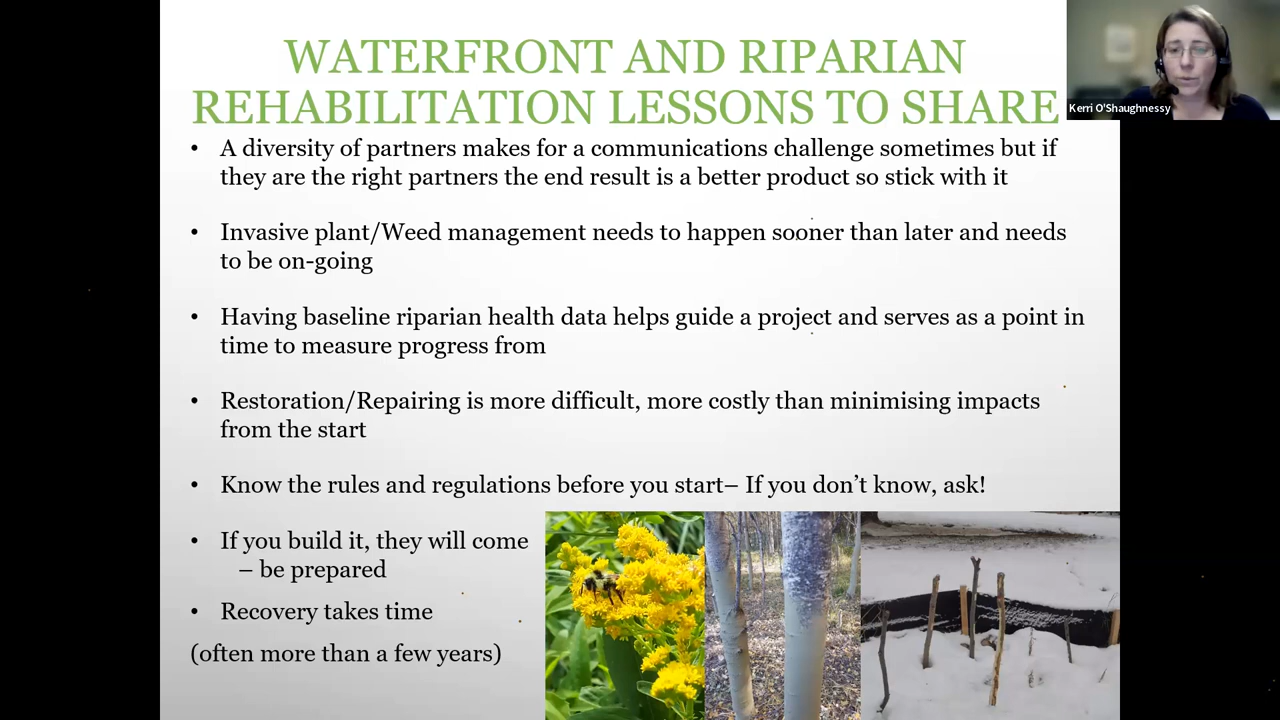 WATERFRONT AND RIPARIAN
REHABILITATION LESSONS TO SHARE
Kerri O'Shaughnessy
• A diversity of partners makes for a communications challenge sometimes but if
they are the right partners the end result is a better product so stick with it
• Invasive plant/Weed management needs to happen sooner than later and needs
to be on-going
• Having baseline riparian health data helps guide a project and serves as a point in
time to measure progress from
• Restoration/Repairing is more difficult, more costly than minimising impacts
from the start
• Know the rules and regulations before you start– If you don’t know, ask!
• If you build it, they will come
– be prepared
• Recovery takes time
(often more than a few years)